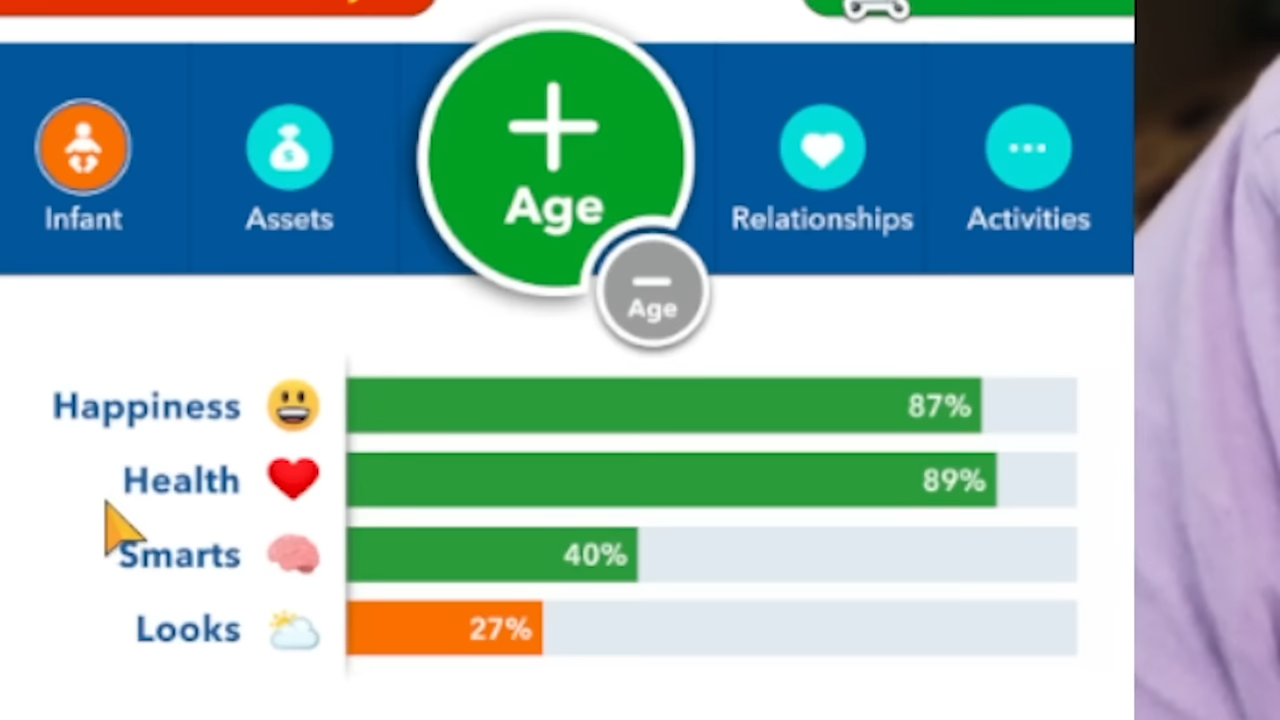 Infant
Assets
Age
Relationships
Activities
Age
Happiness 87%
Health 89%
Smarts 40%
Looks 27%